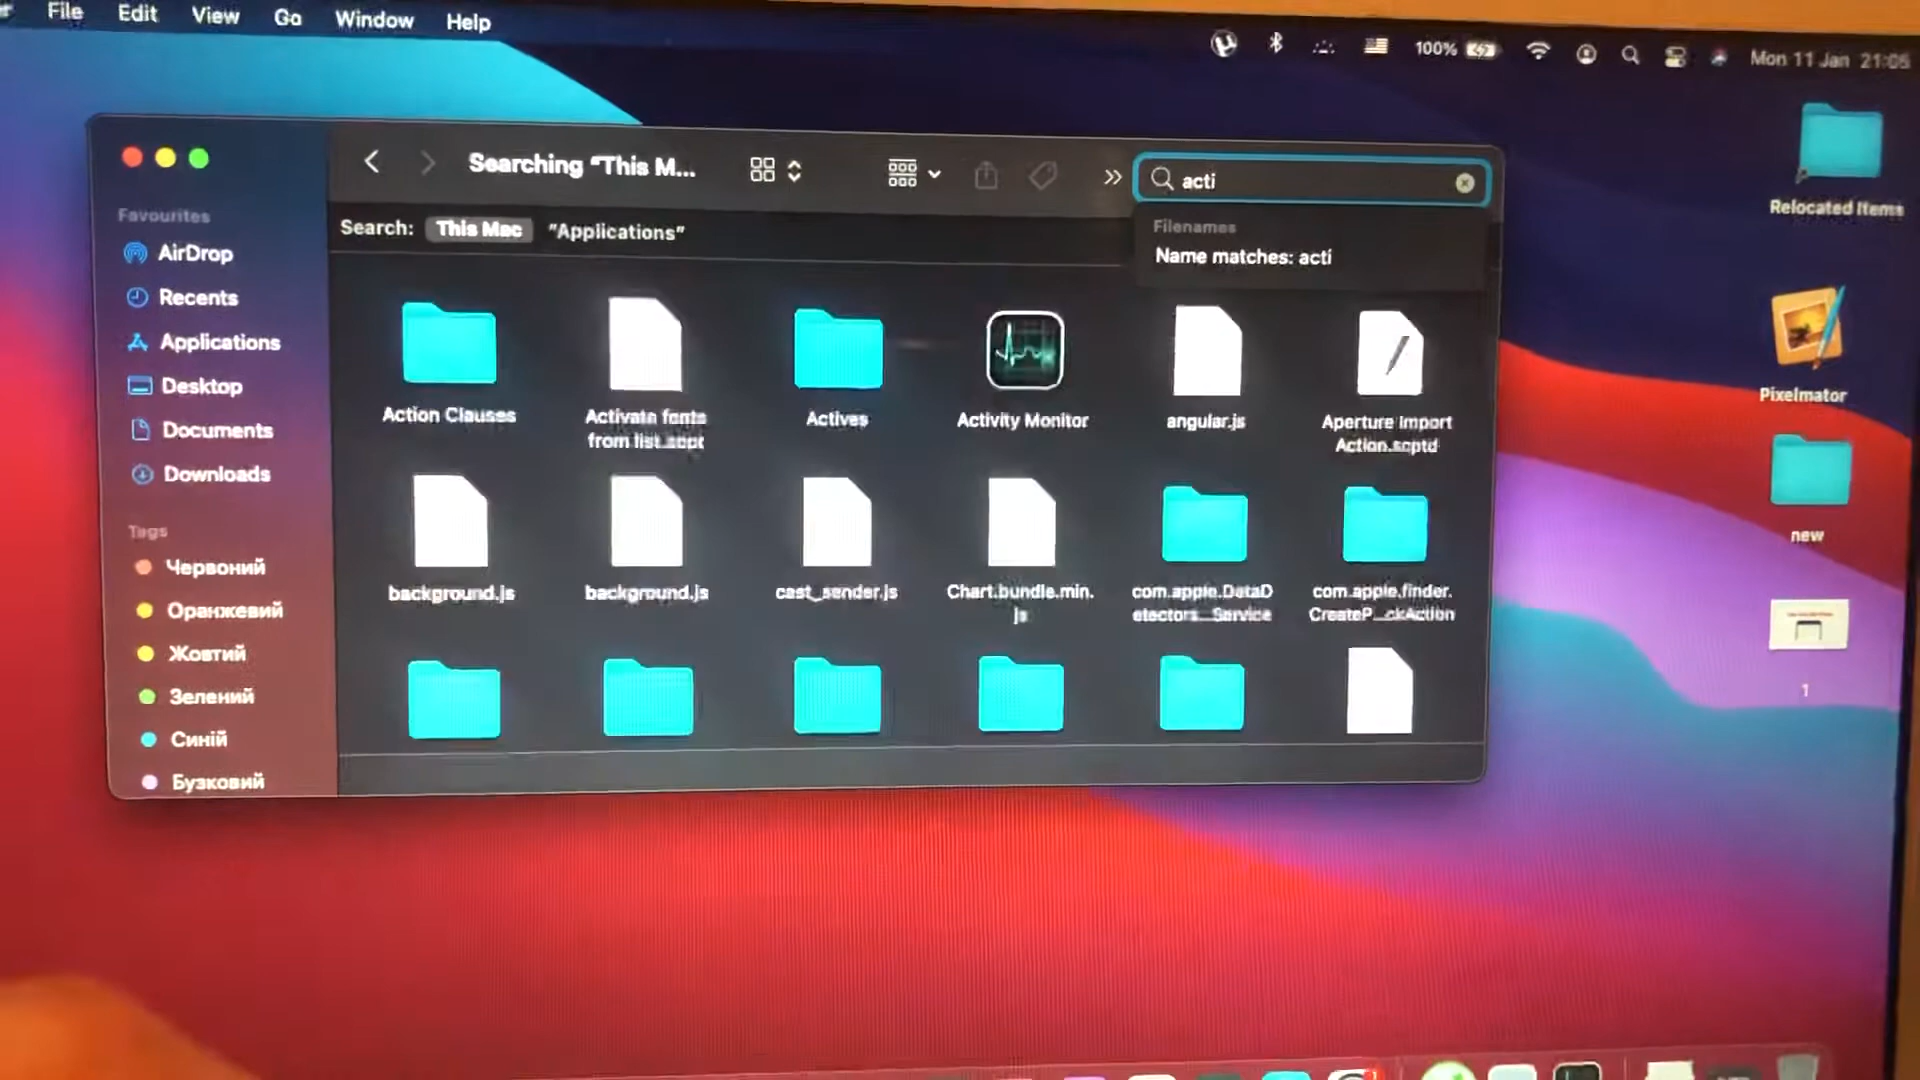 File Edit View Go Window Help
100% Mon 11 Jan 21:05
Searching “This M...
acti
Search: This Mac “Applications”
Filenames
Name matches: acti
Favourites
AirDrop
Recents
Applications
Desktop
Documents
Downloads
Tags
Червоний
Оранжевий
Жовтий
Зелений
Синій
Бузковий
Action Clauses
Activate fonts
from list.scpt
Actives
Activity Monitor
angular.js
Aperture Import
Action.scptd
background.js
background.js
cast_sender.js
Chart.bundle.min.
js
com.apple.DataD
etectors...Service
com.apple.finder.
CreateP...ckAction
Relocated Items
Pixelmator
new
1